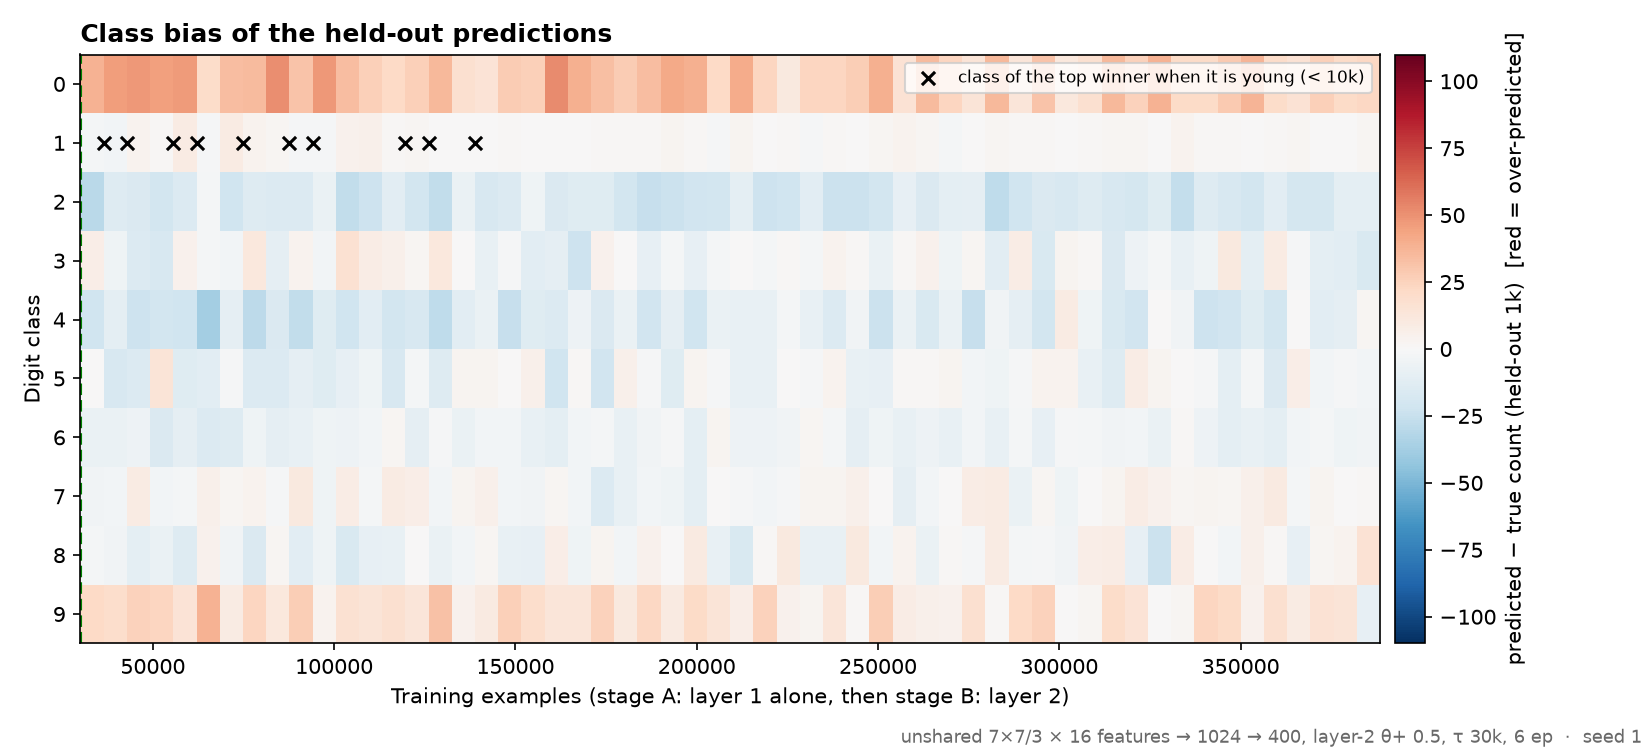 Class bias of the held-out predictions
class of the top winner when it is young (< 10k)
Digit class
0
1
2
3
4
5
6
7
8
9
50000 100000 150000 200000 250000 300000 350000
Training examples (stage A: layer 1 alone, then stage B: layer 2)
100
75
50
25
0
−25
−50
−75
−100
predicted − true count (held-out 1k) [red = over-predicted]
unshared 7×7/3 × 16 features → 1024 → 400, layer-2 θ+ 0.5, τ 30k, 6 ep · seed 1